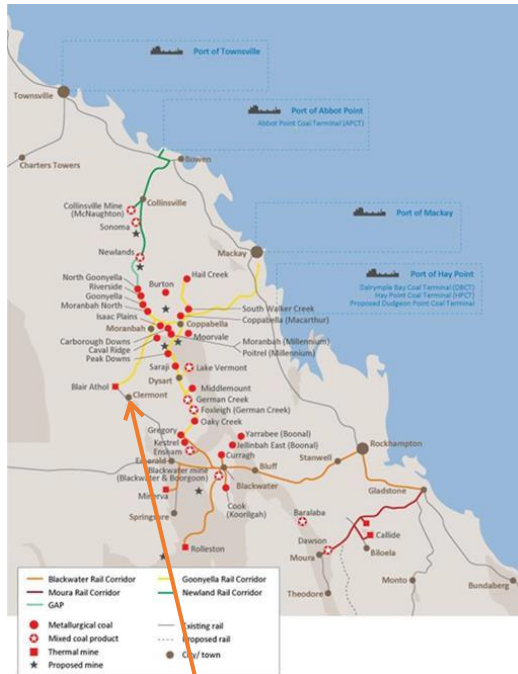 Port of Townsville
Townsville
Port of Abbot Point
Abbot Point Coal Terminal (APCT)
Charters Towers
Bowen
Collinsville
Collinsville Mine
(McNaughton)
Sonoma
Port of Mackay
Mackay
Newlands
Port of Hay Point
Dalrymple Bay Coal Terminal (DBCT)
Hay Point Coal Terminal (HPCT)
Proposed Dudgeon Point Coal Terminal
North Goonyella
Riverside
Goonyella
Moranbah North
Burton
Hail Creek
Isaac Plains
South Walker Creek
Coppabella (Macarthur)
Moranbah
Coppabella
Moorvale
Carborough Downs
Caval Ridge
Peak Downs
Moranbah (Millennium)
Poitrel (Millennium)
Saraji
Lake Vermont
Blair Athol
Dysart
Clermont
Middlemount
German Creek
Foxleigh (German Creek)
Oaky Creek
Gregory
Kestrel
Ensham
Emerald
Yarrabee (Boonal)
Jellinbah East (Boonal)
Curragh
Rockhampton
Stanwell
Bluff
Blackwater mine
(Blackwater & Boorgoon)
Blackwater
Gladstone
Minerva
Cook
(Koorilgah)
Springsure
Baralaba
Callide
Dawson
Moura
Biloela
Rolleston
Theodore
Monto
Bundaberg
Blackwater Rail Corridor
Goonyella Rail Corridor
Moura Rail Corridor
Newland Rail Corridor
GAP
Metallurgical coal
Existing rail
Mixed coal product
Proposed rail
Thermal mine
City/ town
Proposed mine